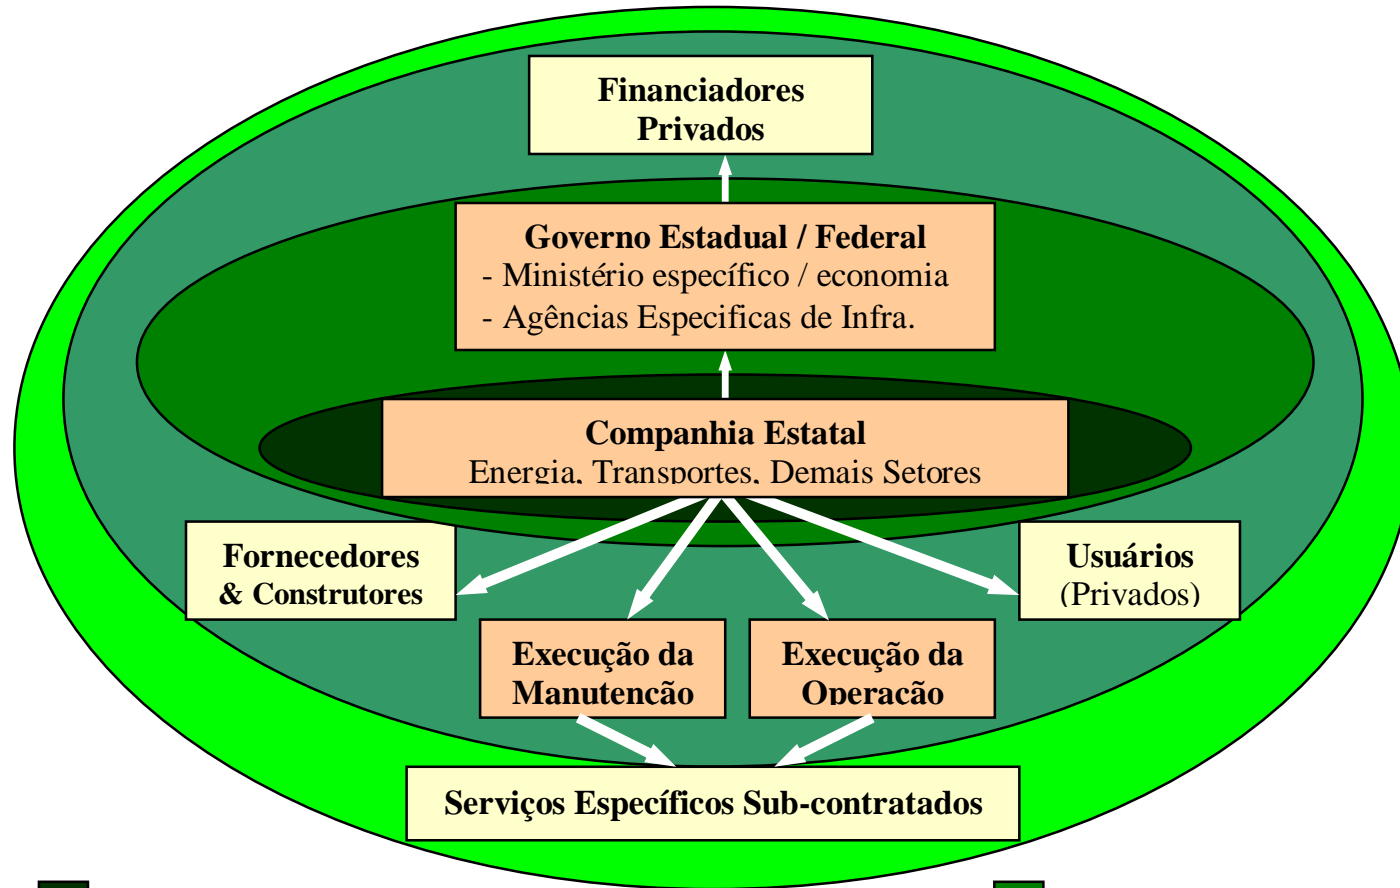 Financiadores
Privados
Governo Estadual / Federal
- Ministério específico / economia
- Agências Especificas de Infra.
Companhia Estatal
Energia, Transportes, Demais Setores
Fornecedores
& Construtores
Usuários
(Privados)
Execução da
Manutenção
Execução da
Operação
Serviços Específicos Sub-contratados